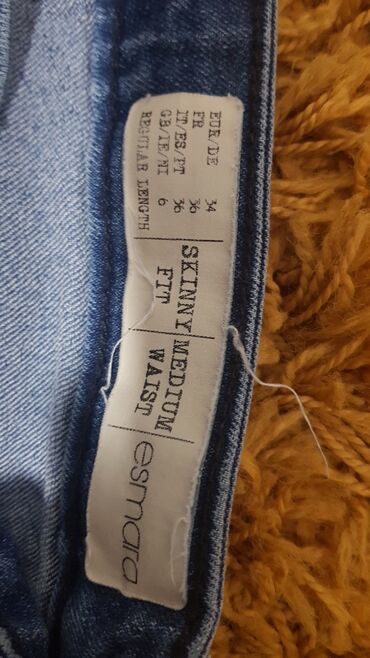 EUR/DE 34
FR 36
IT/ES/PT 36
GB/IE/NI 6
REGULAR LENGTH
SKINNY
FIT
MEDIUM
WAIST
esmara